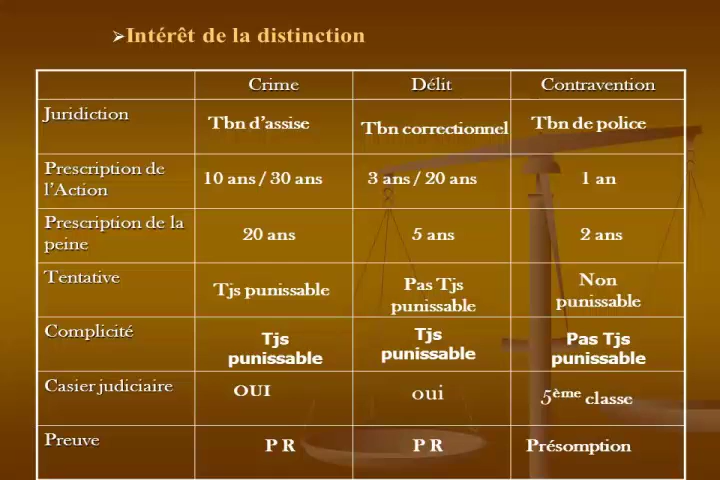 Intérêt de la distinction
Crime Délit Contravention
Juridiction Tbn d'assise Tbn correctionnel Tbn de police
Prescription de l'Action 10 ans / 30 ans 3 ans / 20 ans 1 an
Prescription de la peine 20 ans 5 ans 2 ans
Tentative Tjs punissable Pas Tjs punissable Non punissable
Complicité Tjs punissable Tjs punissable Pas Tjs punissable
Casier judiciaire OUI oui 5ème classe
Preuve P R P R Présomption